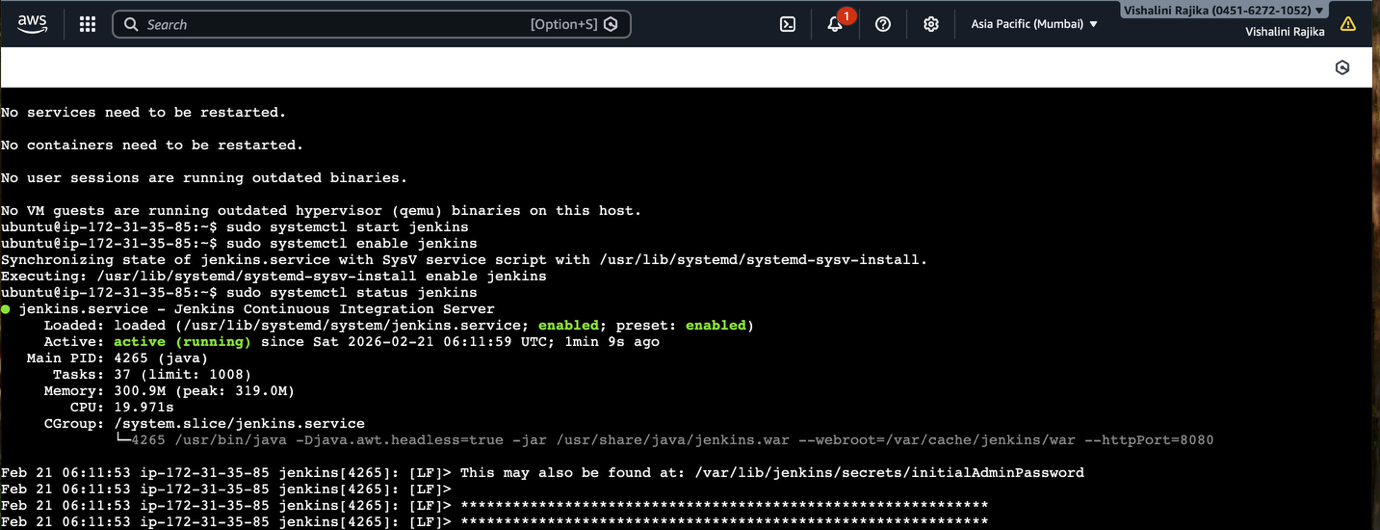 aws
Search [Option+S]
1
Asia Pacific (Mumbai)
Vishalini Rajika (0451-6272-1052)
Vishalini Rajika
No services need to be restarted.
No containers need to be restarted.
No user sessions are running outdated binaries.
No VM guests are running outdated hypervisor (qemu) binaries on this host.
ubuntu@ip-172-31-35-85:~$ sudo systemctl start jenkins
ubuntu@ip-172-31-35-85:~$ sudo systemctl enable jenkins
Synchronizing state of jenkins.service with SysV service script with /usr/lib/systemd/systemd-sysv-install.
Executing: /usr/lib/systemd/systemd-sysv-install enable jenkins
ubuntu@ip-172-31-35-85:~$ sudo systemctl status jenkins
● jenkins.service - Jenkins Continuous Integration Server
Loaded: loaded (/usr/lib/systemd/system/jenkins.service; enabled; preset: enabled)
Active: active (running) since Sat 2026-02-21 06:11:59 UTC; 1min 9s ago
Main PID: 4265 (java)
Tasks: 37 (limit: 1008)
Memory: 300.9M (peak: 319.0M)
CPU: 19.971s
CGroup: /system.slice/jenkins.service
└─4265 /usr/bin/java -Djava.awt.headless=true -jar /usr/share/java/jenkins.war --webroot=/var/cache/jenkins/war --httpPort=8080
Feb 21 06:11:53 ip-172-31-35-85 jenkins[4265]: [LF]> This may also be found at: /var/lib/jenkins/secrets/initialAdminPassword
Feb 21 06:11:53 ip-172-31-35-85 jenkins[4265]: [LF]>
Feb 21 06:11:53 ip-172-31-35-85 jenkins[4265]: [LF]> *************************************************************
Feb 21 06:11:53 ip-172-31-35-85 jenkins[4265]: [LF]> *************************************************************